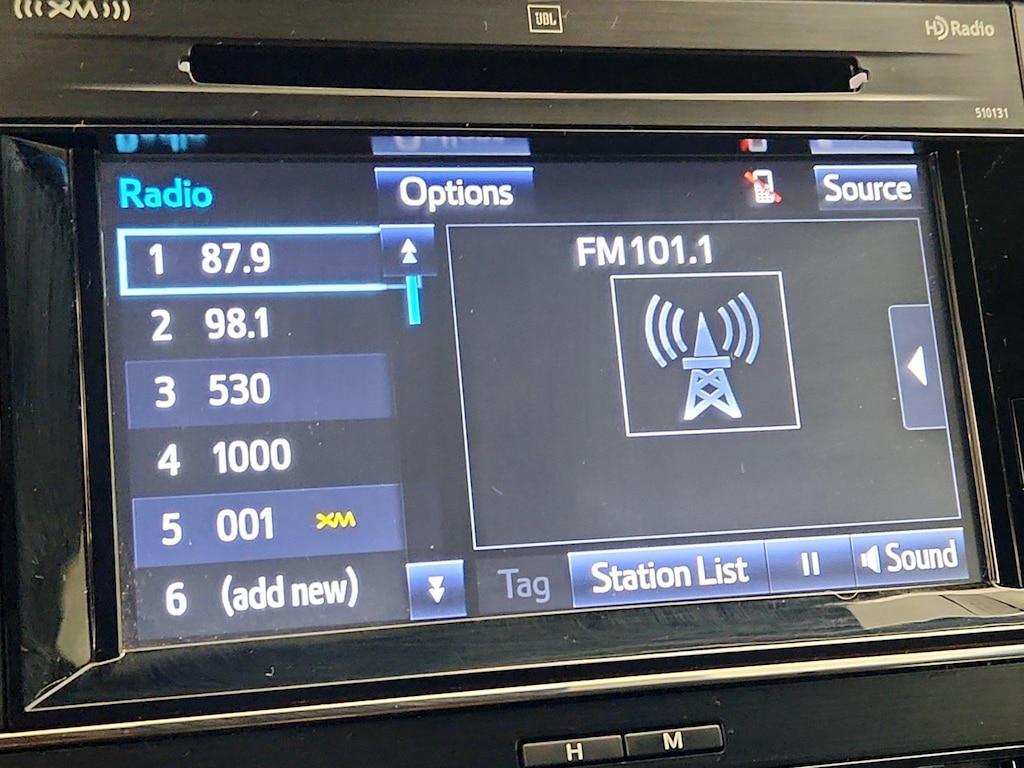 XM JBL HD Radio
510131
Radio Options Source
1 87.9
FM 101.1
2 98.1
3 530
4 1000
5 001 XM
6 (add new)
Tag Station List Sound
H M